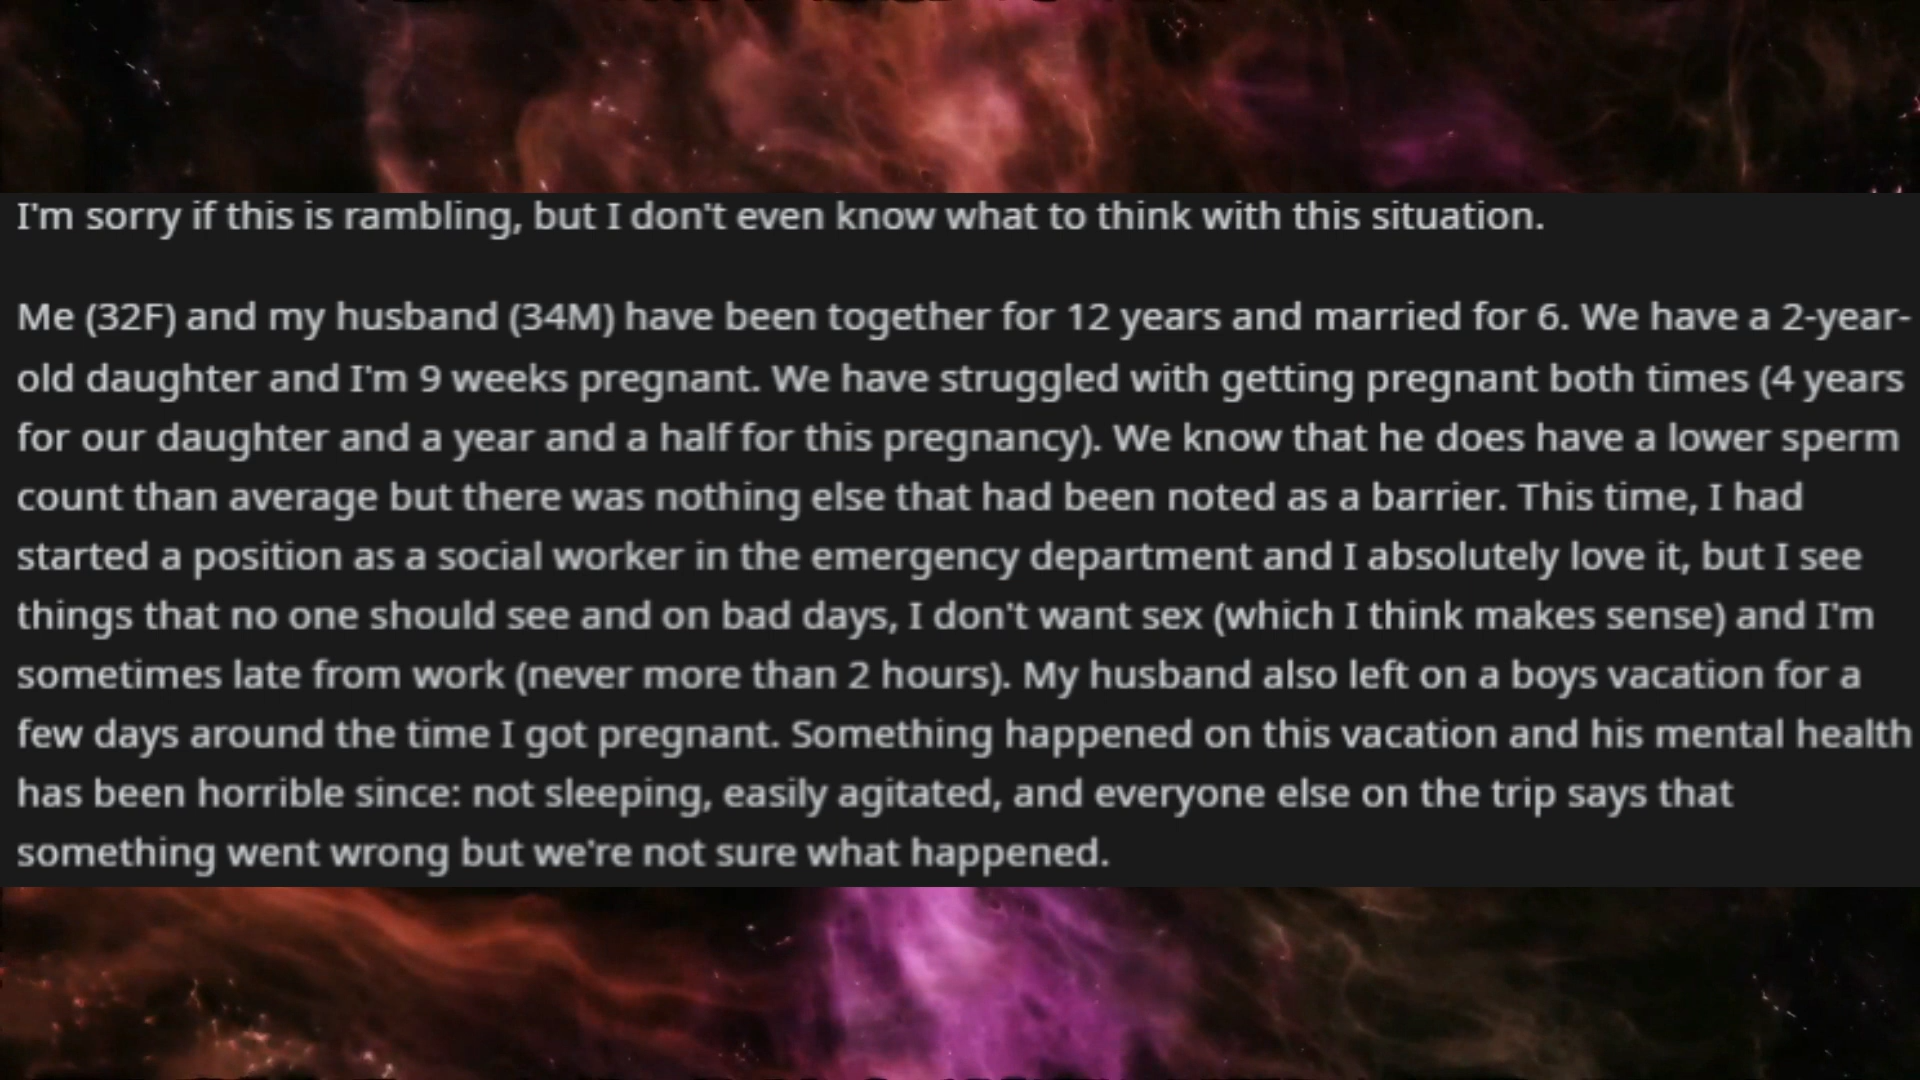 I'm sorry if this is rambling, but I don't even know what to think with this situation.
Me (32F) and my husband (34M) have been together for 12 years and married for 6. We have a 2-year-
old daughter and I'm 9 weeks pregnant. We have struggled with getting pregnant both times (4 years
for our daughter and a year and a half for this pregnancy). We know that he does have a lower sperm
count than average but there was nothing else that had been noted as a barrier. This time, I had
started a position as a social worker in the emergency department and I absolutely love it, but I see
things that no one should see and on bad days, I don't want sex (which I think makes sense) and I'm
sometimes late from work (never more than 2 hours). My husband also left on a boys vacation for a
few days around the time I got pregnant. Something happened on this vacation and his mental health
has been horrible since: not sleeping, easily agitated, and everyone else on the trip says that
something went wrong but we're not sure what happened.